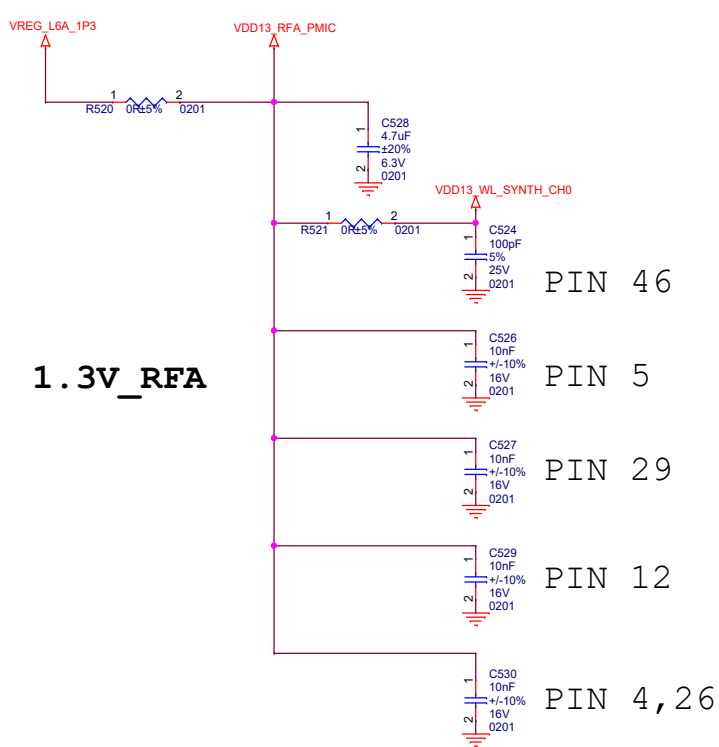 VREG_L6A_1P3
VDD13_RFA_PMIC
1 2
R520 0R±5% 0201
1
C528
4.7uF
±20%
6.3V
0201
2
VDD13_WL_SYNTH_CH0
1 2
R521 0R±5% 0201
1
C524
100pF
5%
25V
0201
2
PIN 46
1.3V_RFA
1
C526
10nF
+/-10%
16V
0201
2
PIN 5
1
C527
10nF
+/-10%
16V
0201
2
PIN 29
1
C529
10nF
+/-10%
16V
0201
2
PIN 12
1
C530
10nF
+/-10%
16V
0201
2
PIN 4,26